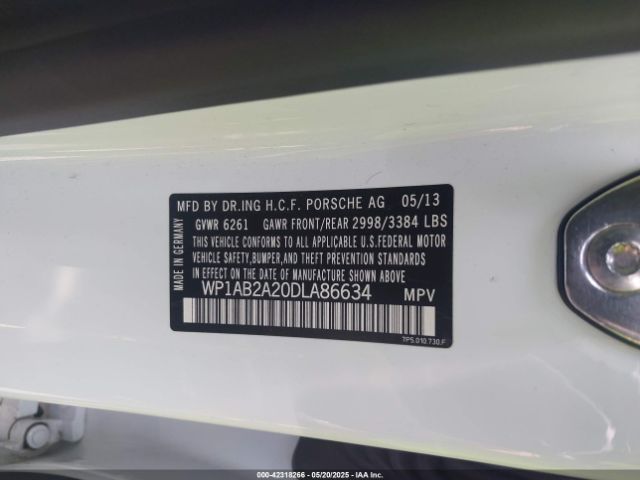 MFD BY DR.ING H.C.F. PORSCHE AG 05/13
GVWR 6261 GAWR FRONT/REAR 2998/3384 LBS
THIS VEHICLE CONFORMS TO ALL APPLICABLE U.S.FEDERAL MOTOR
VEHICLE SAFETY, BUMPER, AND THEFT PREVENTION STANDARDS
IN EFFECT ON THE DATE OF MANUFACTURE SHOWN ABOVE.
WP1AB2A20DLA86634 MPV
MADE IN GERMANY
7P5.010.730.F
00-42318266 - 05/20/2025 - IAA Inc.